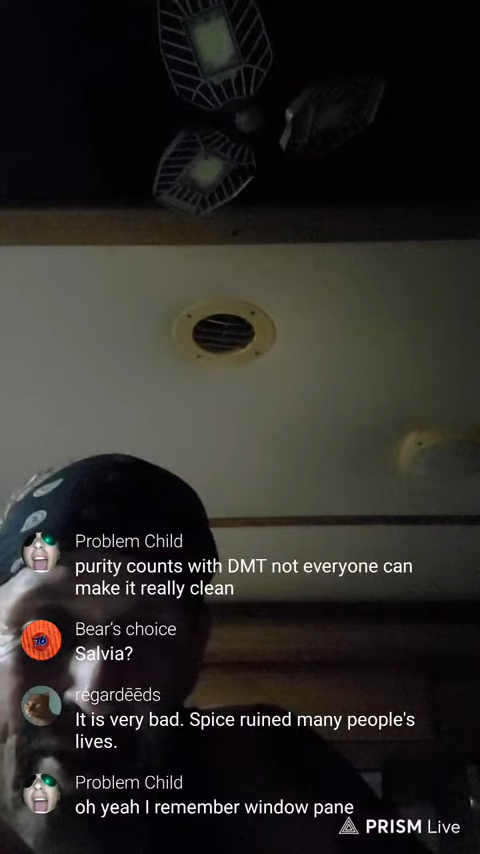 Problem Child
purity counts with DMT not everyone can
make it really clean
Bear's choice
Salvia?
régardēēds
It is very bad. Spice ruined many people's
lives.
Problem Child
oh yeah I remember window pane
PRISM Live